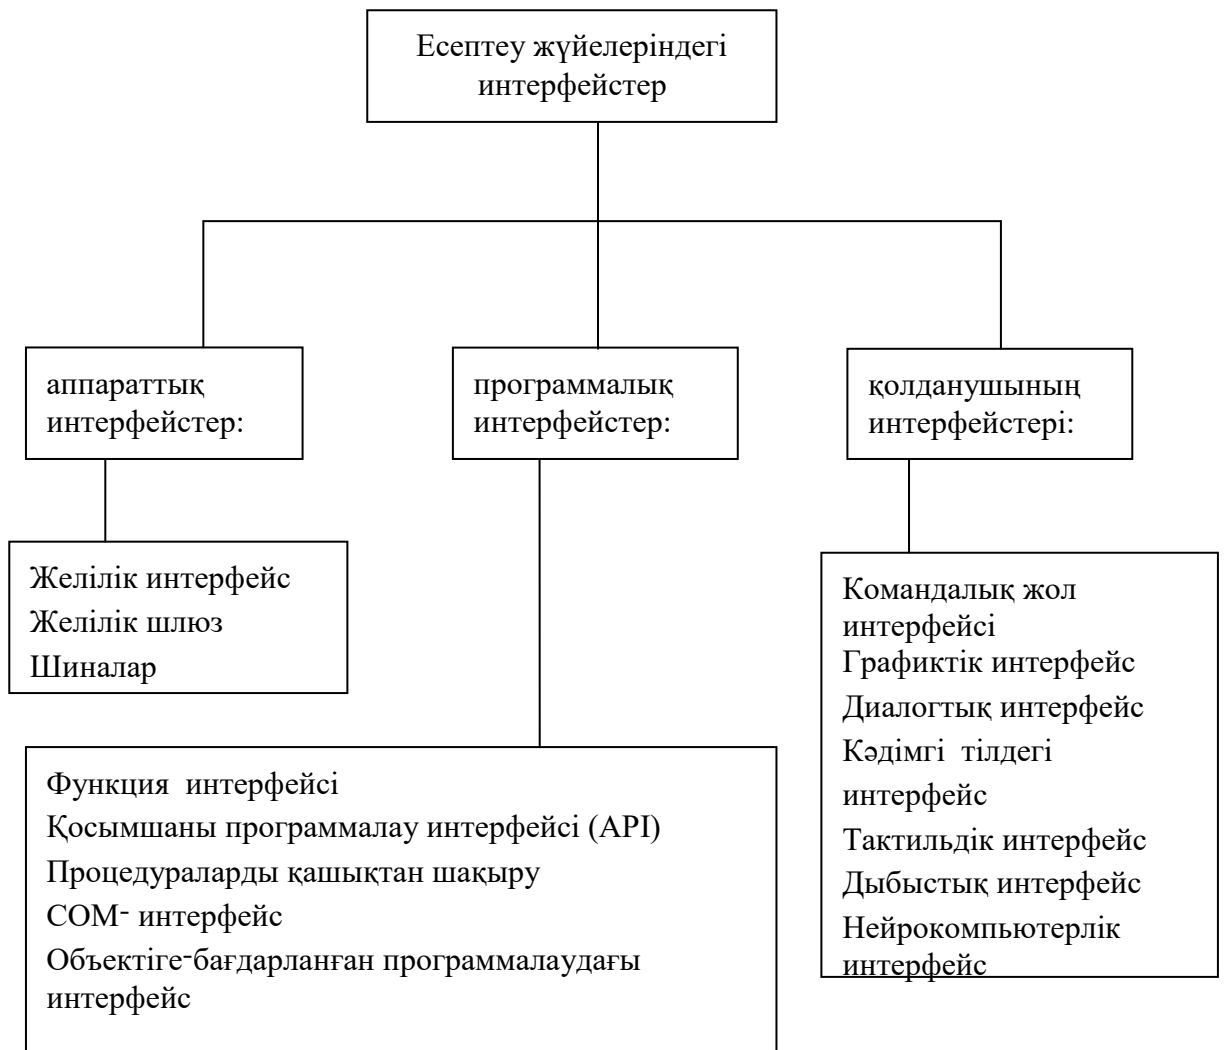 Есептеу жүйелеріндегі
интерфейстер
аппараттық
интерфейстер:
программалық
интерфейстер:
қолданушының
интерфейстері:
Желілік интерфейс
Желілік шлюз
Шиналар
Функция интерфейсі
Қосымшаны программалау интерфейсі (API)
Процедураларды қашықтан шақыру
COM- интерфейс
Объектіге-бағдарланған программалаудағы
интерфейс
Командалық жол
интерфейсі
Графиктік интерфейс
Диалогтық интерфейс
Кәдімгі тілдегі
интерфейс
Тактильдік интерфейс
Дыбыстық интерфейс
Нейрокомпьютерлік
интерфейс